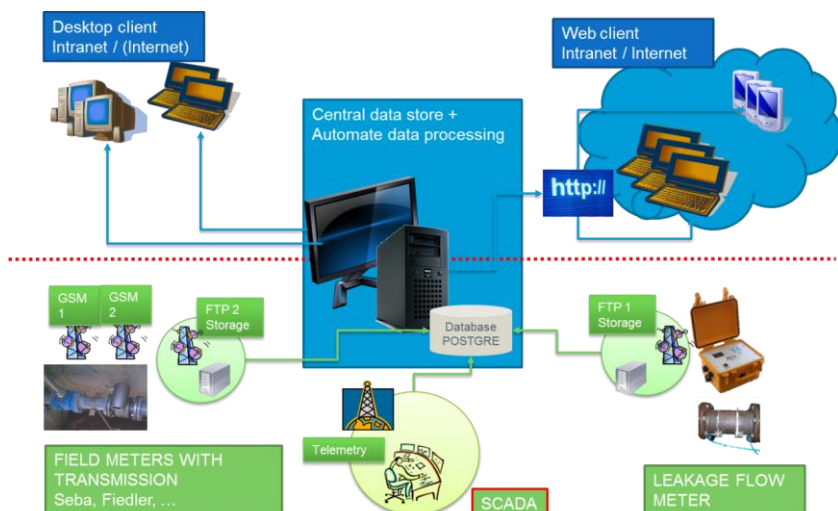 Desktop client
Intranet / (Internet)
Web client
Intranet / Internet
Central data store +
Automate data processing
http://
GSM
1
GSM
2
FTP 2
Storage
Database
POSTGRE
FTP 1
Storage
Telemetry
FIELD METERS WITH
TRANSMISSION
Seba, Fiedler, ...
SCADA
LEAKAGE FLOW
METER